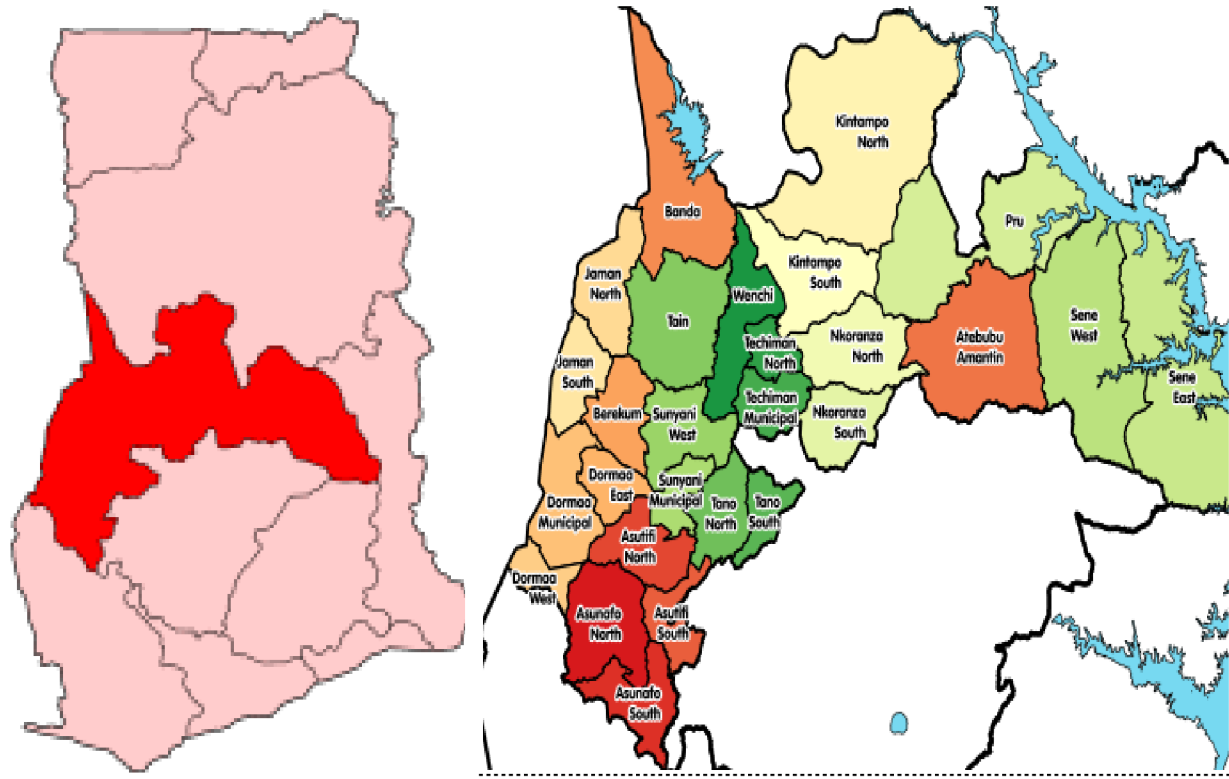 Kintampo
North
Banda
Pru
Jaman
North
Kintampo
South
Wenchi
Tain
Sene
West
Techiman
North
Nkoranza
North
Atebubu
Amantin
Jaman
South
Sene
East
Techiman
Municipal
Berekum
Sunyani
West
Nkoranza
South
Dormaa
East
Sunyani
Municipal
Dormaa
Municipal
Tano
North
Tano
South
Asutifi
North
Dormaa
West
Asunafo
North
Asutifi
South
Asunafo
South